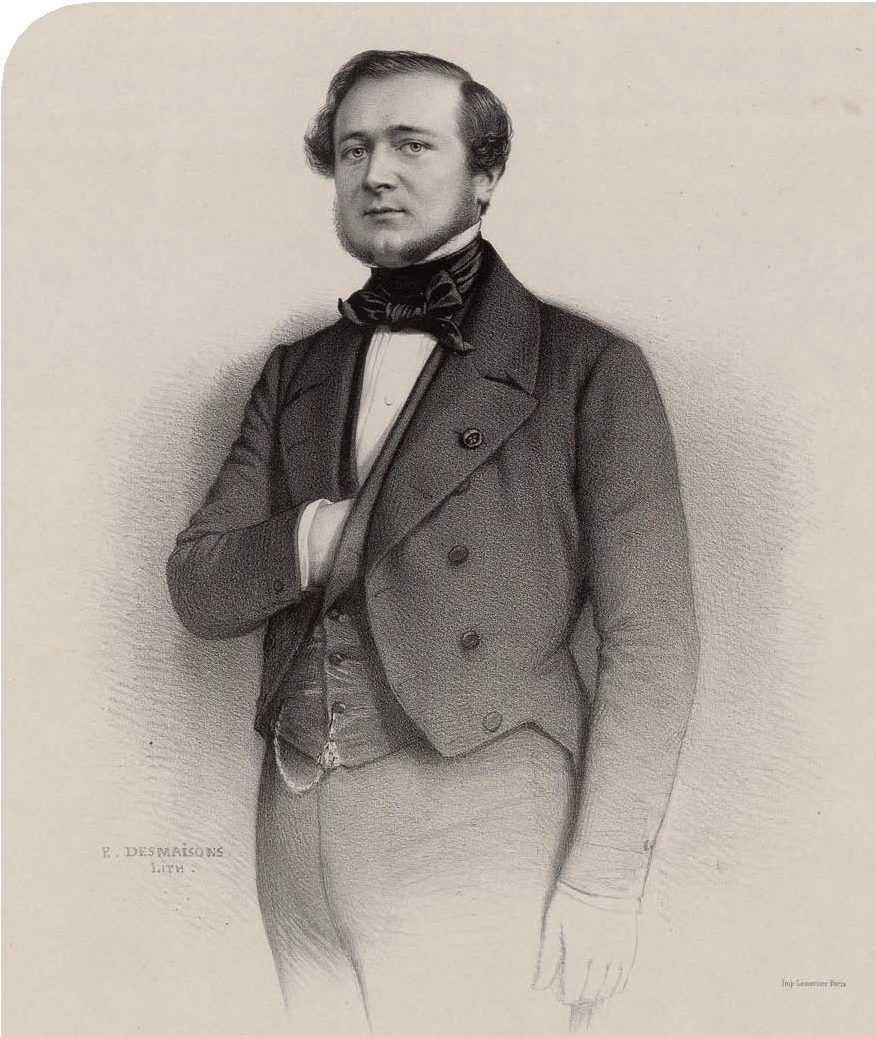 E. DESMAISONS
LITH.
Imp. Lemercier Paris